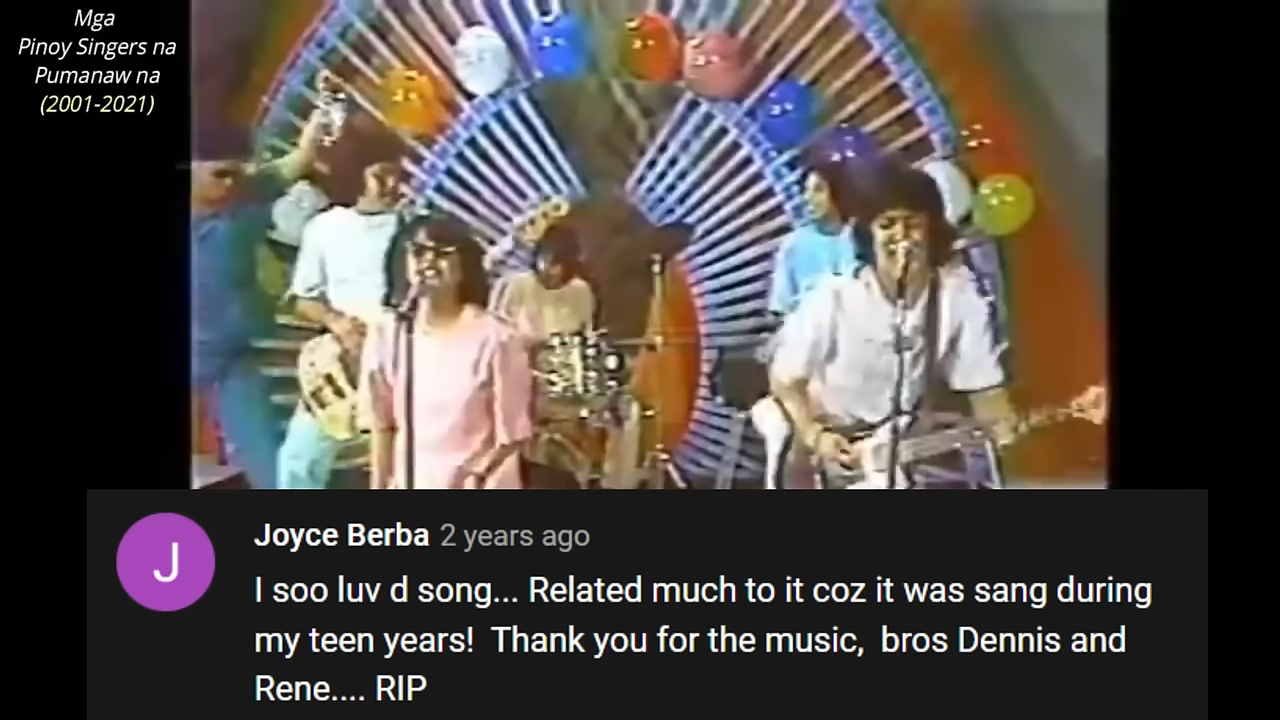 Mga
Pinoy Singers na
Pumanaw na
(2001-2021)
J
Joyce Berba 2 years ago
I soo luv d song... Related much to it coz it was sang during
my teen years!  Thank you for the music,  bros Dennis and
Rene.... RIP